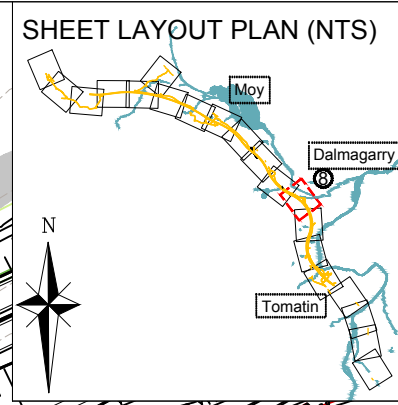 SHEET LAYOUT PLAN (NTS)
Moy
Dalmagarry
8
N
Tomatin